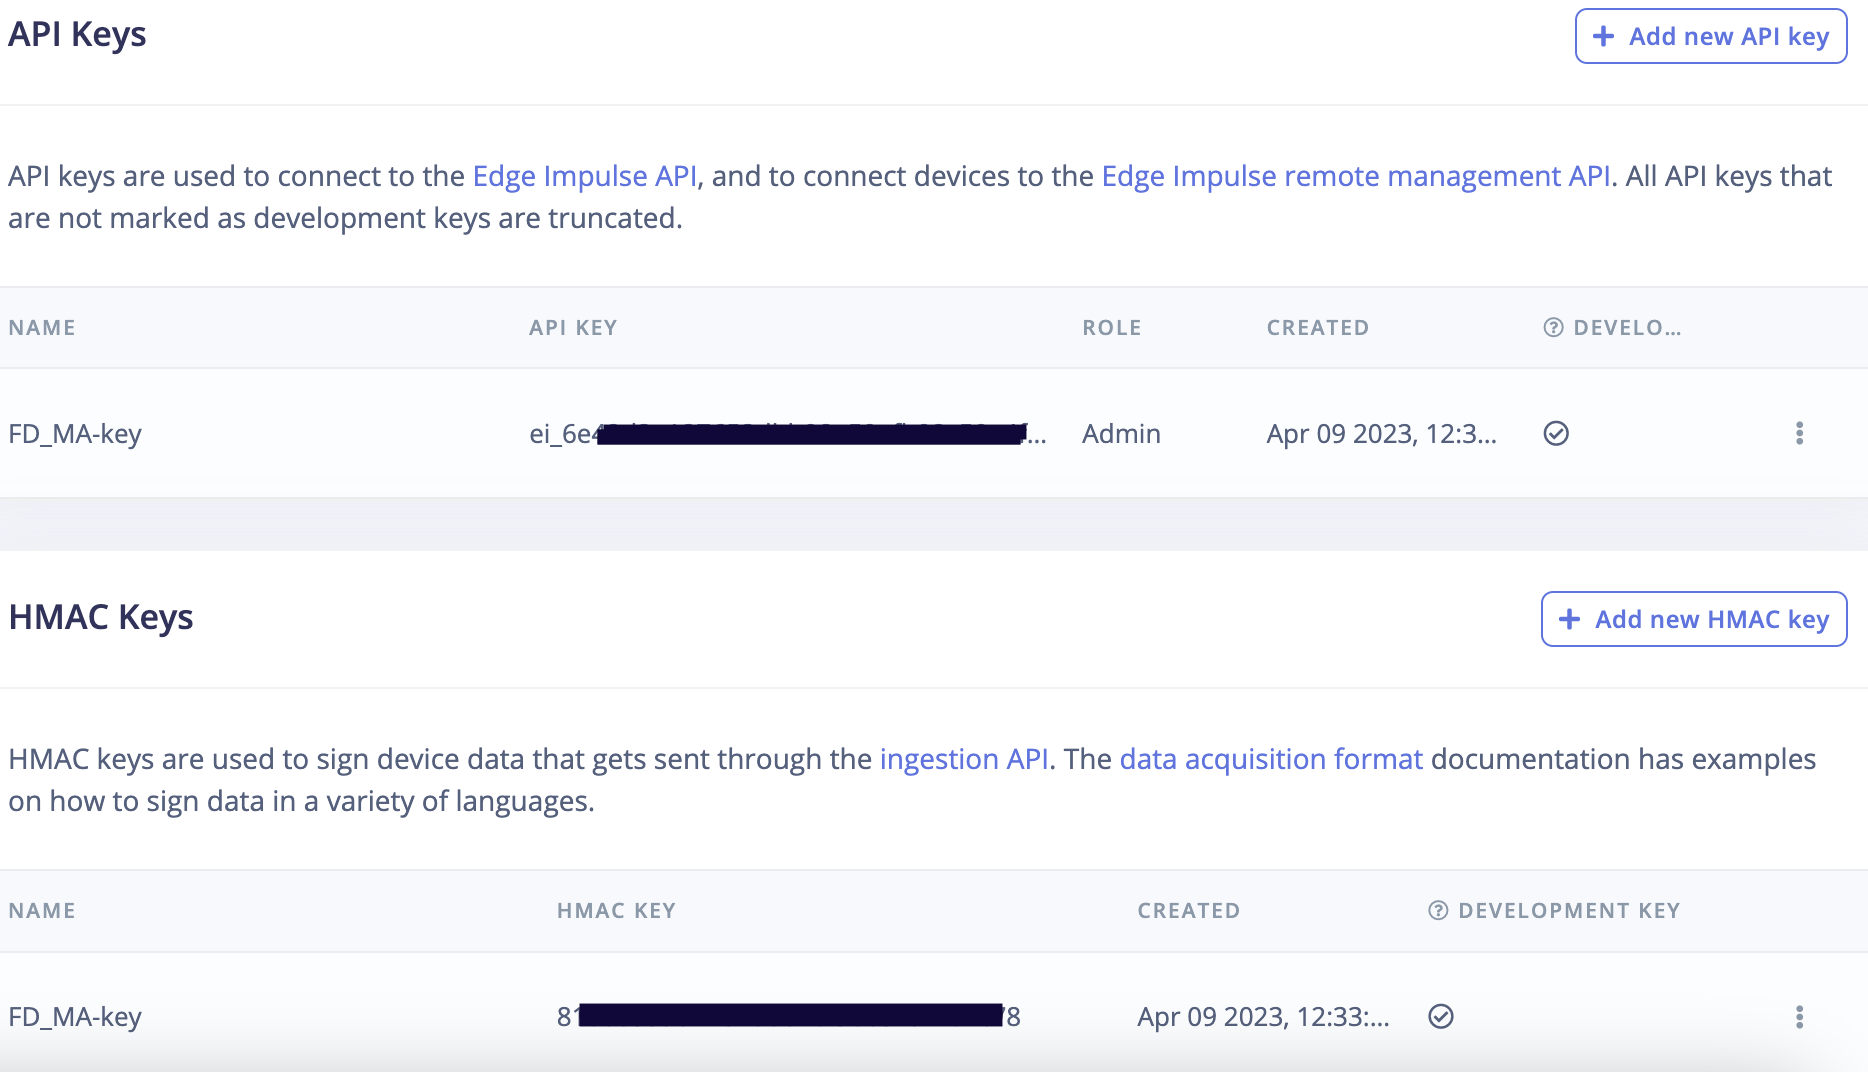 API Keys
+ Add new API key
API keys are used to connect to the Edge Impulse API, and to connect devices to the Edge Impulse remote management API. All API keys that
are not marked as development keys are truncated.
NAME API KEY ROLE CREATED DEVELO...
FD_MA-key ei_6e4 ... Admin Apr 09 2023, 12:3...
HMAC Keys
+ Add new HMAC key
HMAC keys are used to sign device data that gets sent through the ingestion API. The data acquisition format documentation has examples
on how to sign data in a variety of languages.
NAME HMAC KEY CREATED DEVELOPMENT KEY
FD_MA-key 81 8 Apr 09 2023, 12:33:...